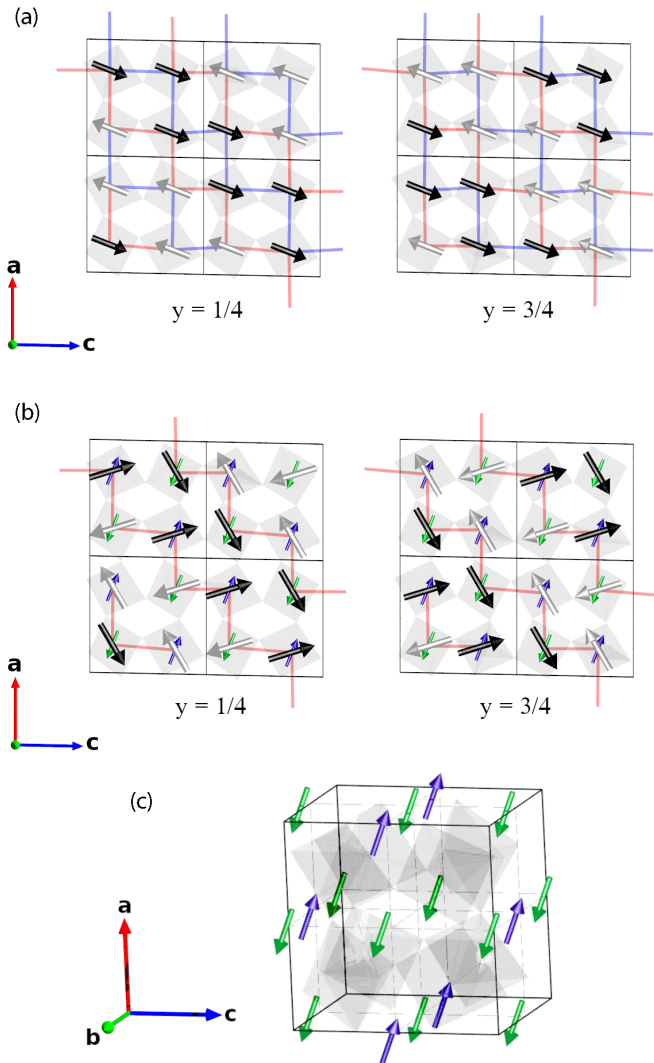 (a)
y = 1/4
y = 3/4
a
c
(b)
y = 1/4
y = 3/4
a
c
(c)
a
b
c